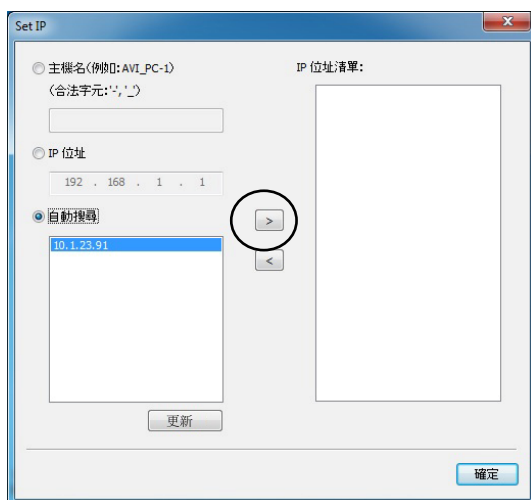 Set IP
主機名(例如:AVI_PC-1)
(合法字元:'-','_')
IP 位址
192 . 168 . 1 . 1
自動搜尋
10.1.23.91
更新
>
<
IP 位址清單:
確定